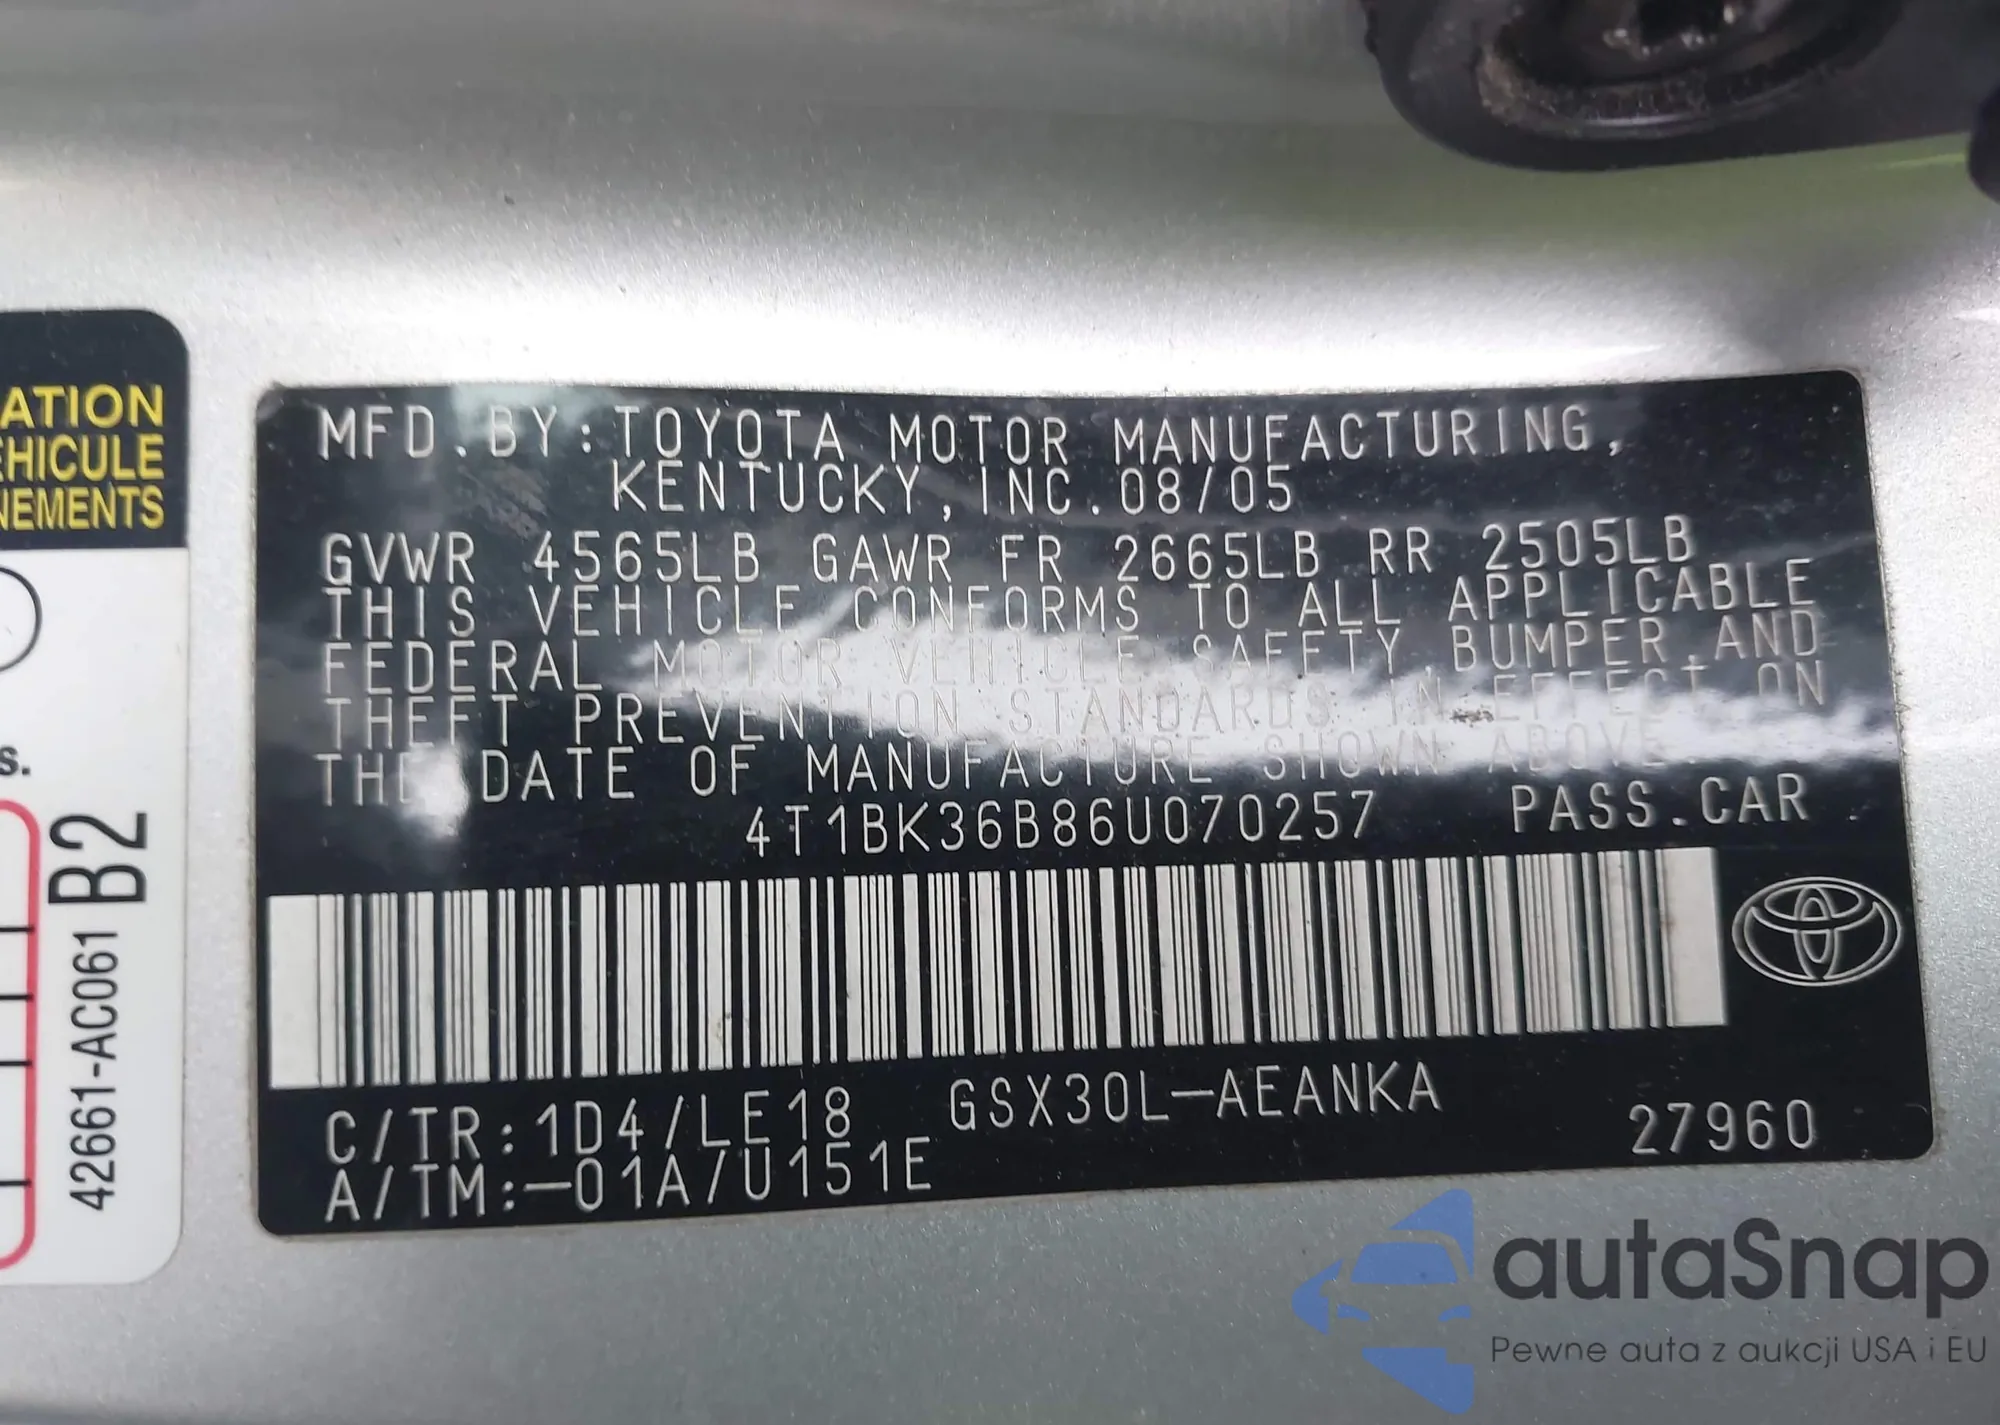 ATION
EHICULE
NEMENTS
s.
42661-AC061 B2
MFD.BY:TOYOTA MOTOR MANUFACTURING,
KENTUCKY,INC.08/05
GVWR 4565LB GAWR FR 2665LB RR 2505LB
THIS VEHICLE CONFORMS TO ALL APPLICABLE
FEDERAL MOTOR VEHICLE SAFETY,BUMPER,AND
THEFT PREVENTION STANDARDS IN EFFECT ON
THE DATE OF MANUFACTURE SHOWN ABOVE.
4T1BK36B86U070257 PASS.CAR
C/TR:1D4/LE18 GSX30L-AEANKA
A/TM:-01A/U151E 27960
autaSnap
Pewne auta z aukcji USA i EU